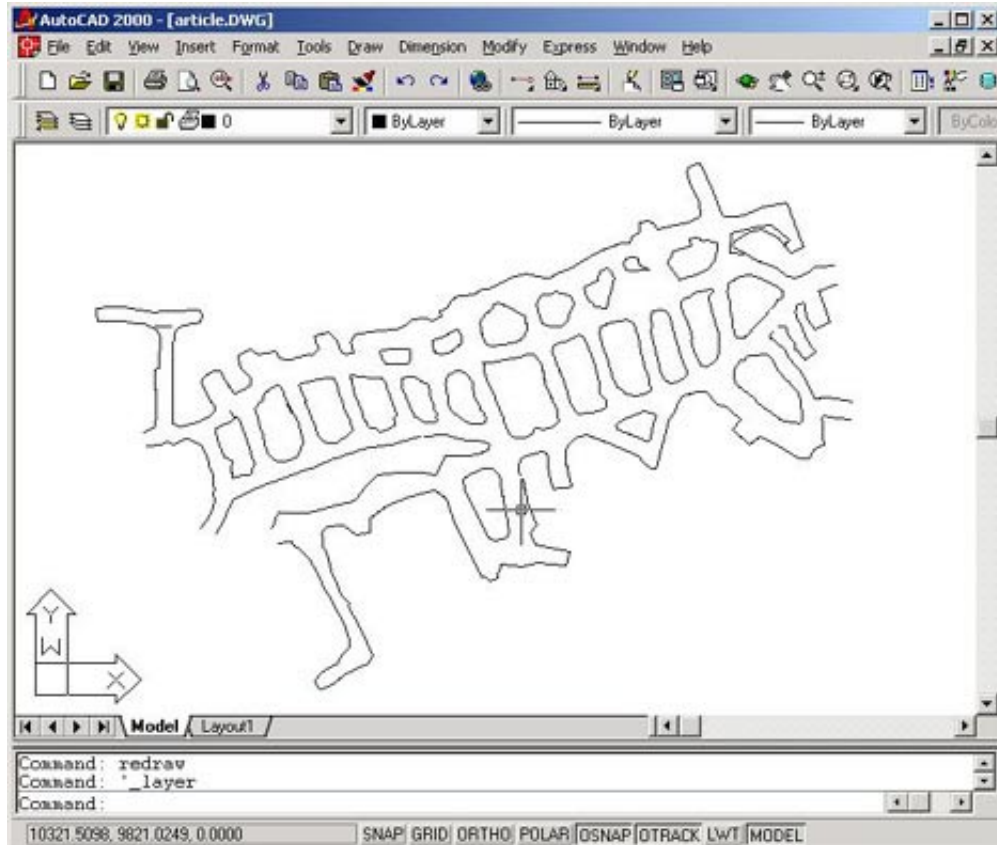 AutoCAD 2000 - [article.DWG]
File Edit View Insert Format Tools Draw Dimension Modify Express Window Help
0 ByLayer ByLayer ByLayer ByColo
Y
W
X
Model Layout1
Command: redraw
Command: '_layer
Command:
10321.5098, 9821.0249, 0.0000 SNAP GRID ORTHO POLAR OSNAP OTRACK LWT MODEL